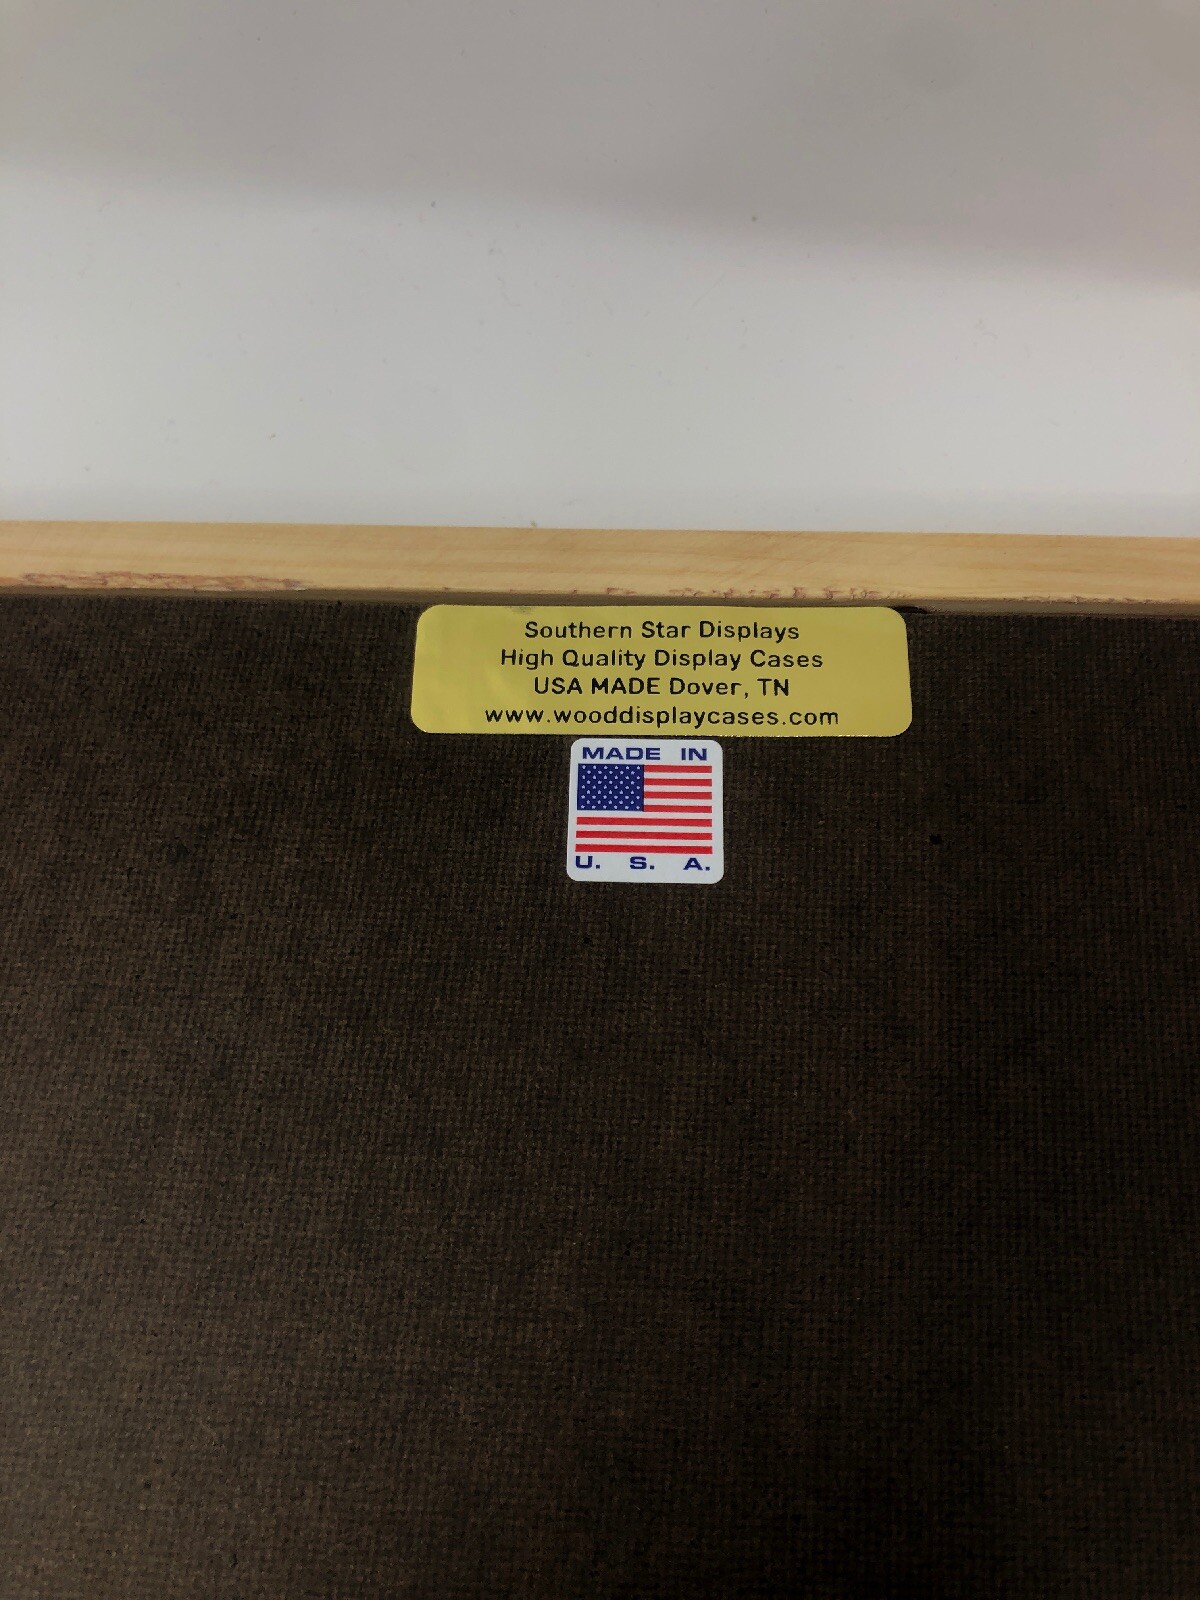 Southern Star Displays
High Quality Display Cases
USA MADE Dover, TN
www.wooddisplaycases.com
MADE IN
U. S. A.